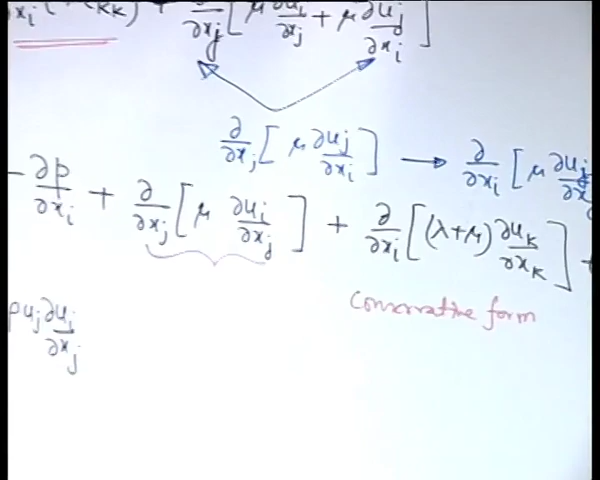 ∂/∂x_j [ μ ∂u_i/∂x_j + μ ∂u_j/∂x_i ]
∂/∂x_j [ μ ∂u_j/∂x_i ] → ∂/∂x_i [ μ ∂u_j/∂x
- ∂p/∂x_i + ∂/∂x_j [ μ ∂u_i/∂x_j ] + ∂/∂x_i [ (λ+μ) ∂u_k/∂x_k ] +
Conservative form
ρu_j ∂u_i/∂x_j